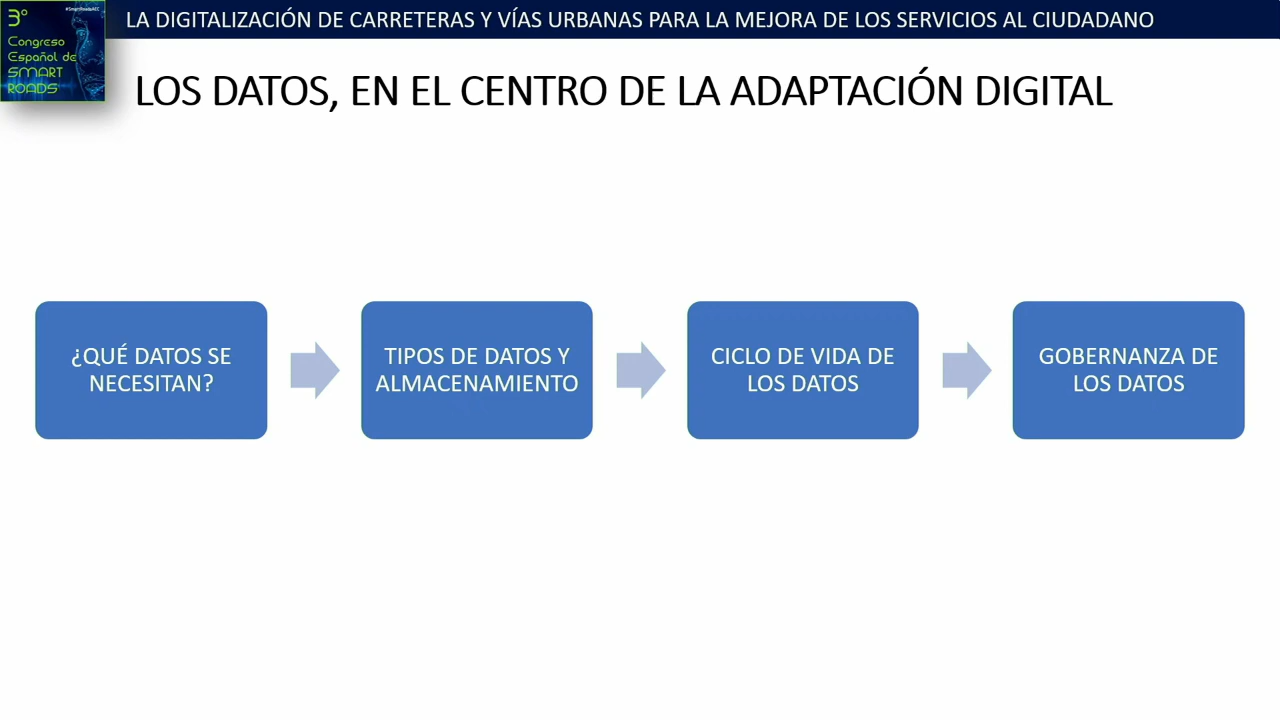 LA DIGITALIZACIÓN DE CARRETERAS Y VÍAS URBANAS PARA LA MEJORA DE LOS SERVICIOS AL CIUDADANO
#SmartRoadsAEC
3º
Congreso
Español de
SMART
ROADS
LOS DATOS, EN EL CENTRO DE LA ADAPTACIÓN DIGITAL
¿QUÉ DATOS SE
NECESITAN?
TIPOS DE DATOS Y
ALMACENAMIENTO
CICLO DE VIDA DE
LOS DATOS
GOBERNANZA DE
LOS DATOS